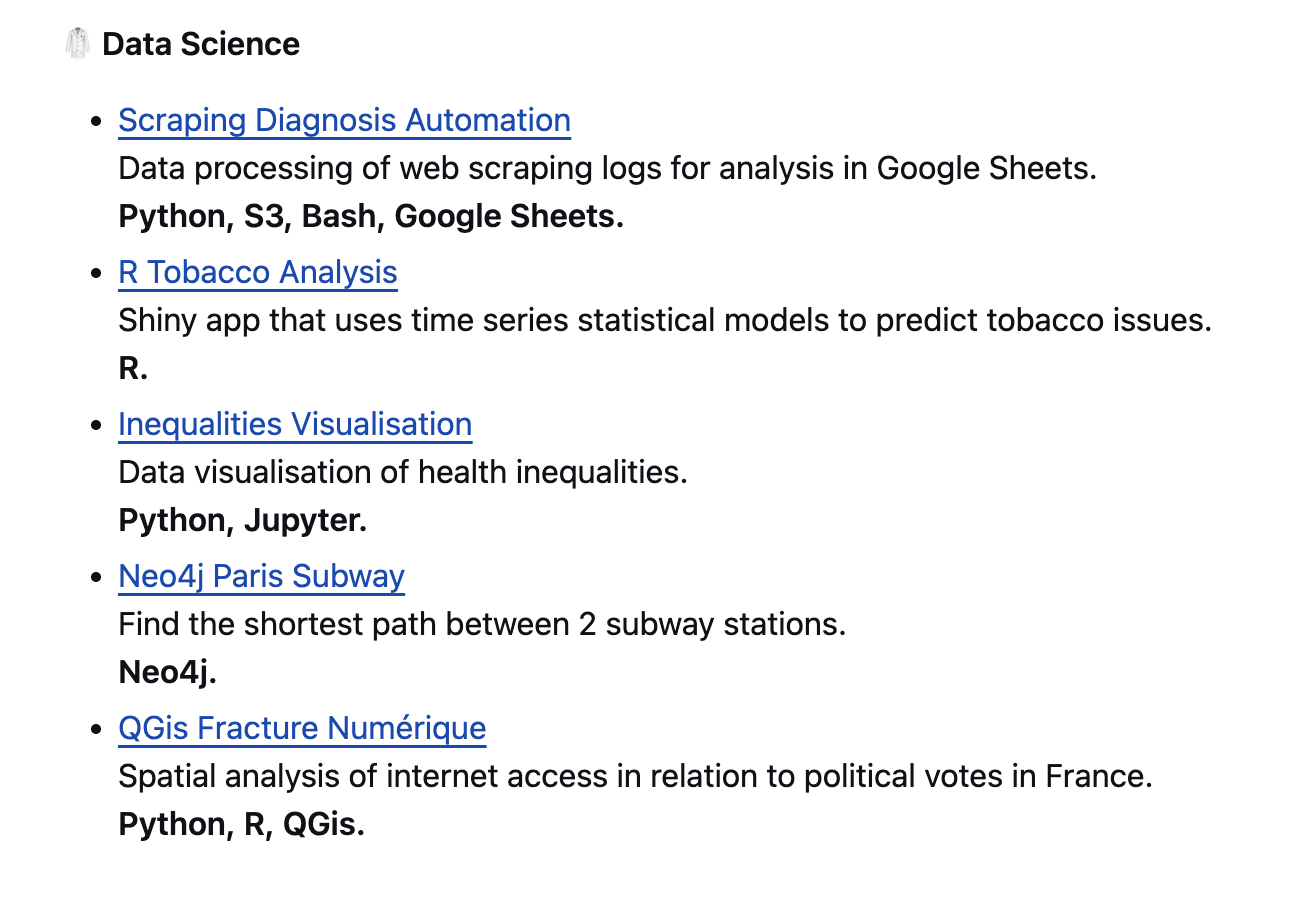 Data Science
Scraping Diagnosis Automation
Data processing of web scraping logs for analysis in Google Sheets.
Python, S3, Bash, Google Sheets.
R Tobacco Analysis
Shiny app that uses time series statistical models to predict tobacco issues.
R.
Inequalities Visualisation
Data visualisation of health inequalities.
Python, Jupyter.
Neo4j Paris Subway
Find the shortest path between 2 subway stations.
Neo4j.
QGis Fracture Numérique
Spatial analysis of internet access in relation to political votes in France.
Python, R, QGis.